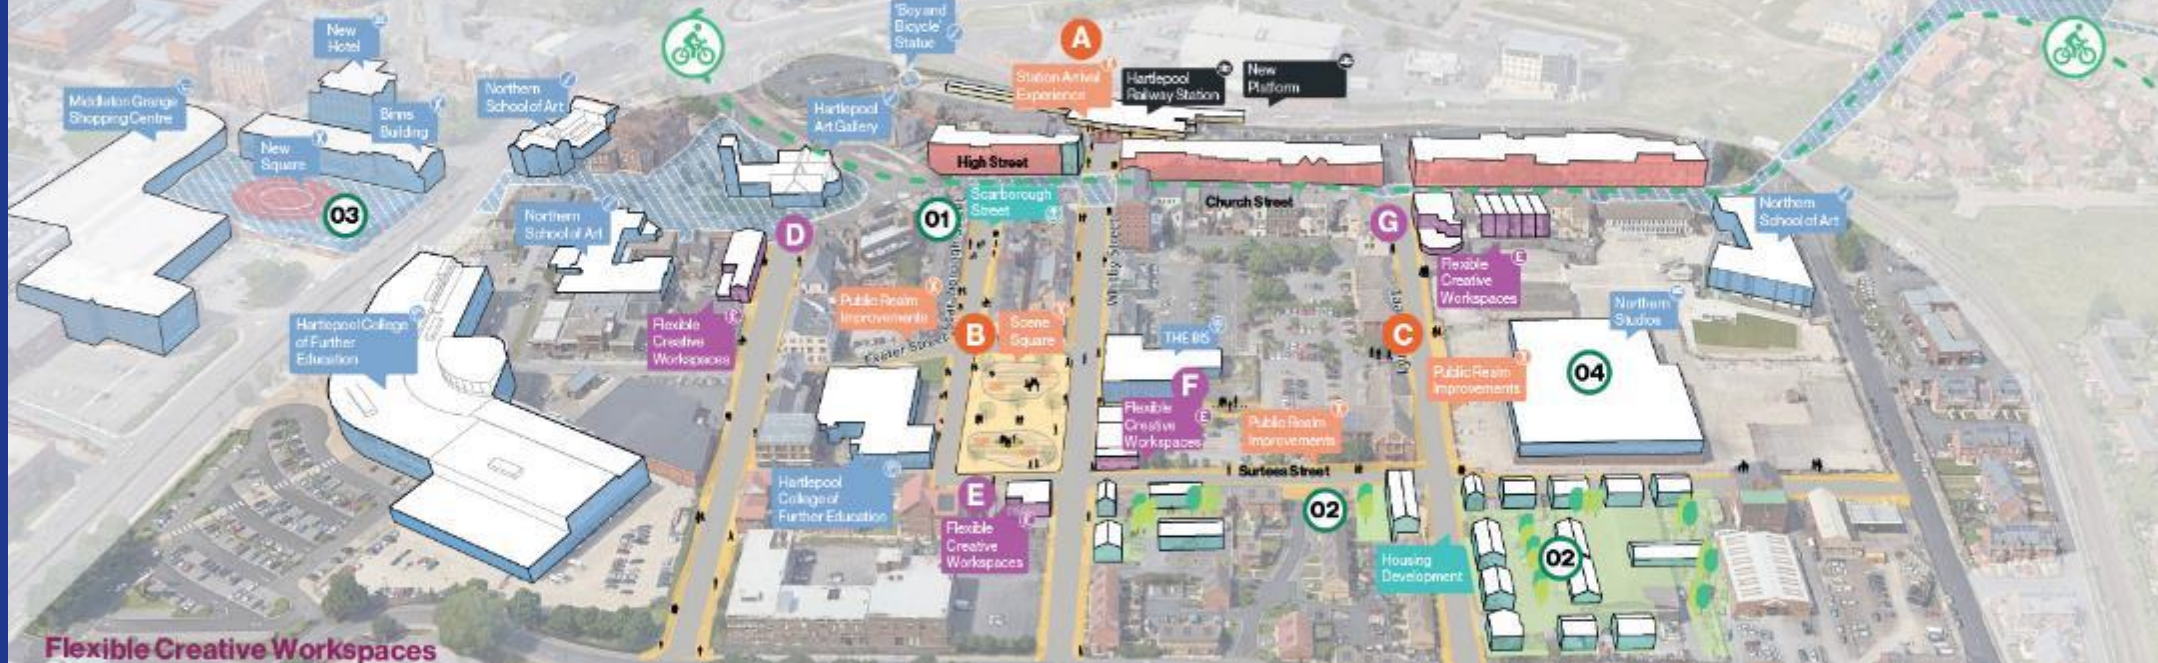 'Boy and
Bicycle'
Statue
New
Hotel
A
Station Arrival
Experience
Hartlepool
Railway Station
New
Platform
Middleton Grange
Shopping Centre
Northern
School of Art
Binns
Building
Hartlepool
Art Gallery
New
Square
High Street
03
Northern
School of Art
D
01
Scarborough
Street
Church Street
G
Northern
School of Art
Flexible
Creative
Workspaces
Whitby Street
Hartlepool College
of Further
Education
Flexible
Creative
Workspaces
Public Realm
Improvements
Exeter Street
B
Scene
Square
THE BIS
C
Northern
Studios
04
Public Realm
Improvements
F
Flexible
Creative
Workspaces
Public Realm
Improvements
Surtees Street
Hartlepool
College of
Further Education
E
Flexible
Creative
Workspaces
02
Housing
Development
02
Flexible Creative Workspaces